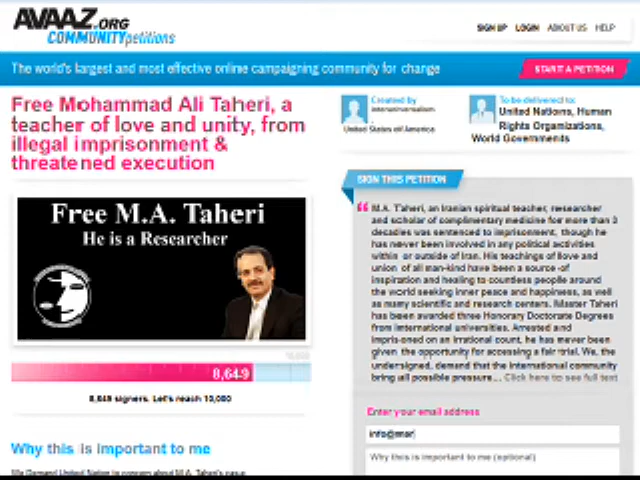 AVAAZ.ORG
COMMUNITY petitions
SIGN UP LOGIN ABOUT US HELP
The world's largest and most effective online campaigning community for change
START A PETITION
Free Mohammad Ali Taheri, a
teacher of love and unity, from
illegal imprisonment &
threatened execution
Free M.A. Taheri
He is a Researcher
8,649
10,000
8,649 signers. Let's reach 10,000
Why this is important to me
Created by
United States of America
To be delivered to:
United Nations, Human
Rights Organizations,
World Governments
SIGN THIS PETITION
M.A. Taheri, an Iranian spiritual teacher, researcher
and scholar of complimentary medicine for more than 3
decades was sentenced to imprisonment, though he
has never been involved in any political activities
within or outside of Iran. His teachings of love and
union of all man-kind have been a source of
inspiration and healing to countless people around
the world seeking inner peace and happiness, as well
as many scientific and research centers. Master Taheri
has been awarded three Honorary Doctorate Degrees
from international universities. Arrested and
imprisoned on an irrational count, he has never been
given the opportunity for accessing a fair trial. We, the
undersigned, demand that the international community
bring all possible pressure... Click here to see full text
Enter your email address
info@mar
Why this is important to me (optional)